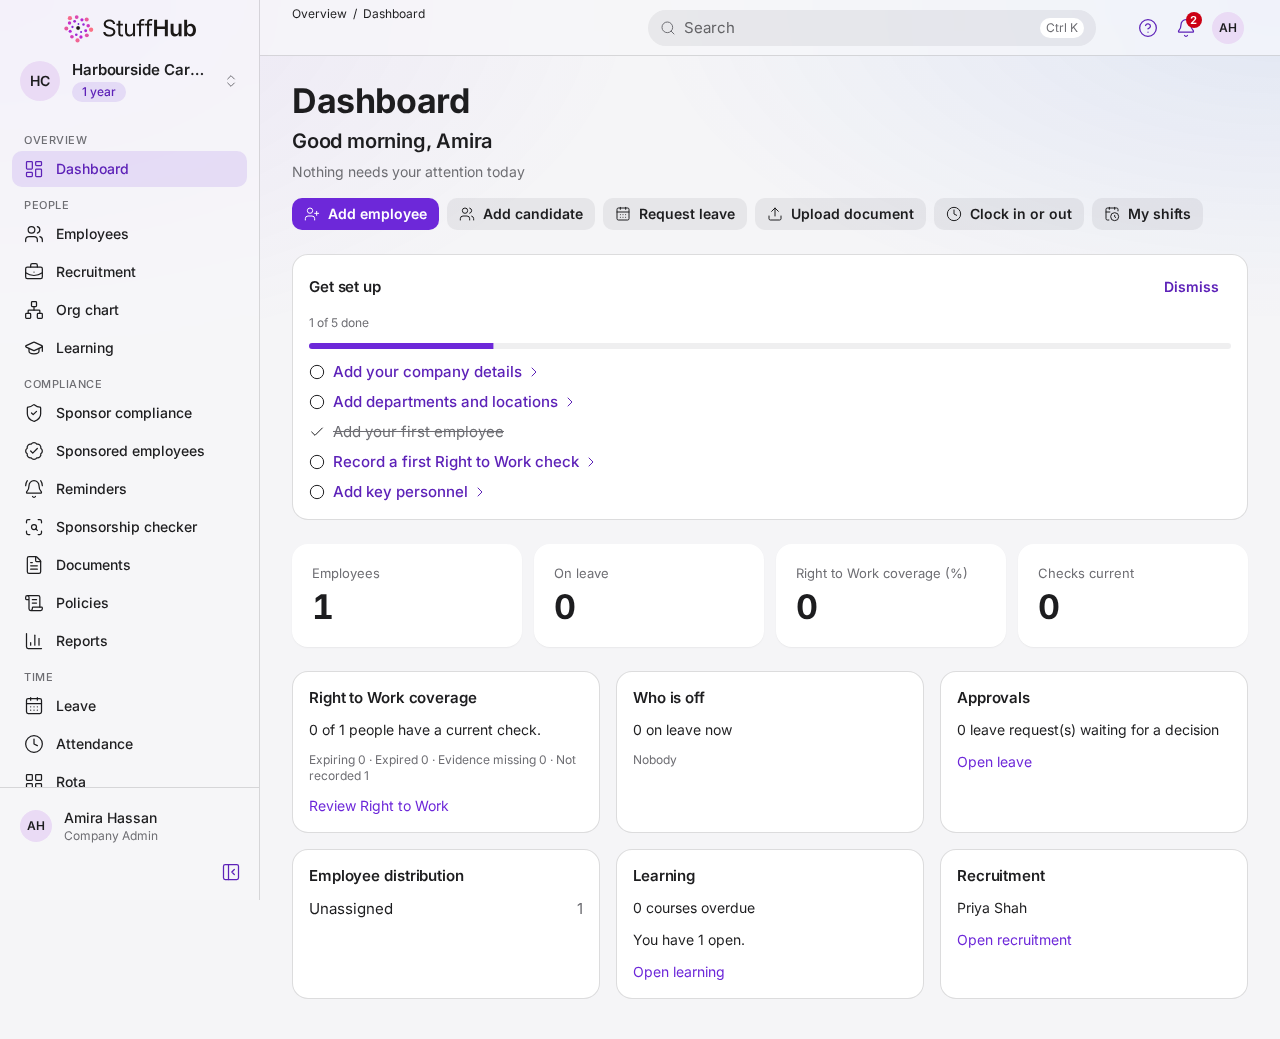 StuffHub
HC
Harbourside Car...
1 year
OVERVIEW
Dashboard
PEOPLE
Employees
Recruitment
Org chart
Learning
COMPLIANCE
Sponsor compliance
Sponsored employees
Reminders
Sponsorship checker
Documents
Policies
Reports
TIME
Leave
Attendance
Rota
AH
Amira Hassan
Company Admin
Overview / Dashboard
Search
Ctrl K
2
AH
Dashboard
Good morning, Amira
Nothing needs your attention today
Add employee
Add candidate
Request leave
Upload document
Clock in or out
My shifts
Get set up
Dismiss
1 of 5 done
Add your company details
Add departments and locations
Add your first employee
Record a first Right to Work check
Add key personnel
Employees
1
On leave
0
Right to Work coverage (%)
0
Checks current
0
Right to Work coverage
0 of 1 people have a current check.
Expiring 0 · Expired 0 · Evidence missing 0 · Not
recorded 1
Review Right to Work
Who is off
0 on leave now
Nobody
Approvals
0 leave request(s) waiting for a decision
Open leave
Employee distribution
Unassigned 1
Learning
0 courses overdue
You have 1 open.
Open learning
Recruitment
Priya Shah
Open recruitment